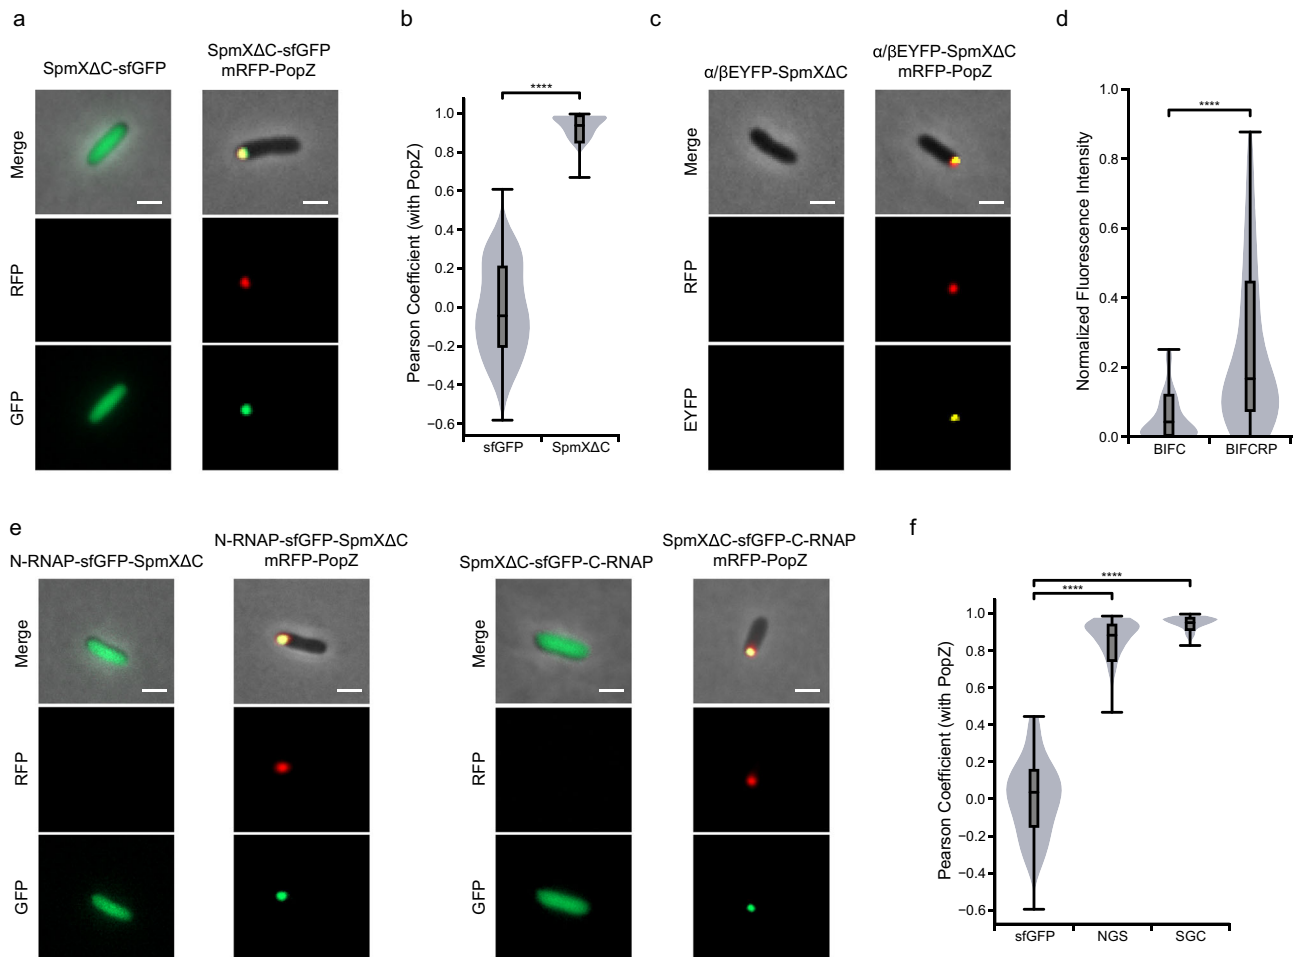 a
SpmXΔC-sfGFP
SpmXΔC-sfGFP
mRFP-PopZ
Merge
RFP
GFP
b
****
Pearson Coefficient (with PopZ)
1.0
0.8
0.6
0.4
0.2
0.0
−0.2
−0.4
−0.6
sfGFP
SpmXΔC
c
α/βEYFP-SpmXΔC
α/βEYFP-SpmXΔC
mRFP-PopZ
Merge
RFP
EYFP
d
****
Normalized Fluorescence Intensity
1.0
0.8
0.6
0.4
0.2
0.0
BIFC
BIFCRP
e
N-RNAP-sfGFP-SpmXΔC
N-RNAP-sfGFP-SpmXΔC
mRFP-PopZ
Merge
RFP
GFP
SpmXΔC-sfGFP-C-RNAP
SpmXΔC-sfGFP-C-RNAP
mRFP-PopZ
Merge
RFP
GFP
f
****
****
Pearson Coefficient (with PopZ)
1.0
0.8
0.6
0.4
0.2
0.0
−0.2
−0.4
−0.6
sfGFP
NGS
SGC